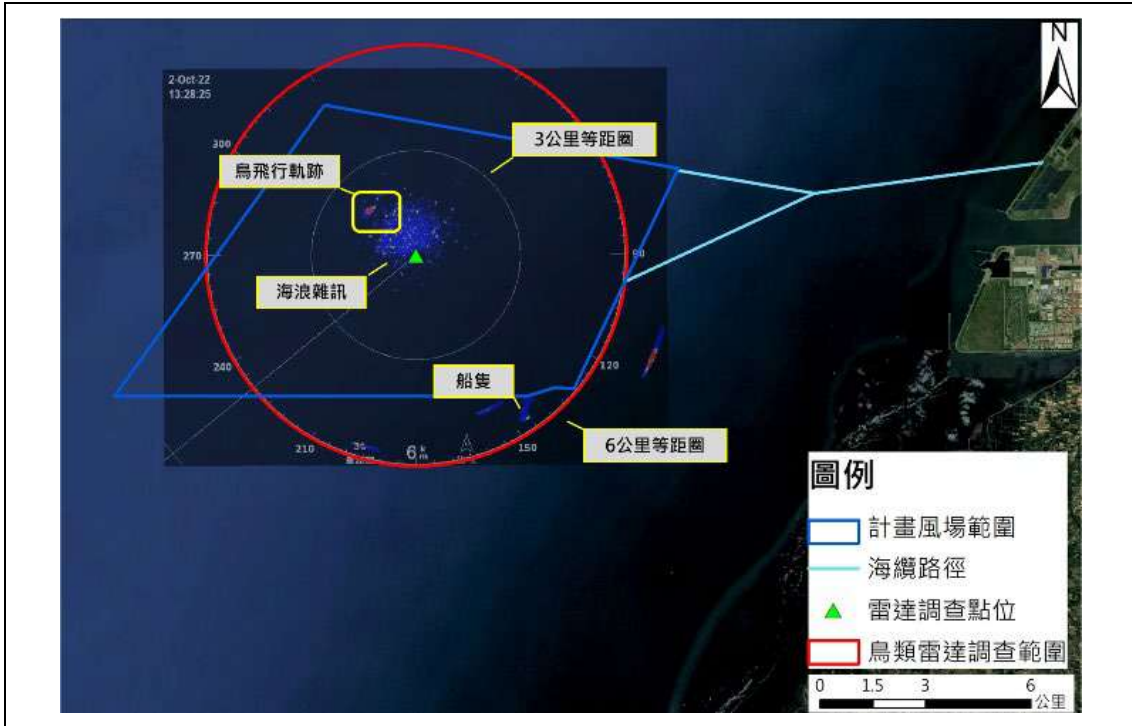 N
2-Oct-22
13:28:25
3公里等距圈
300
鳥飛行軌跡
270
90
海浪雜訊
240
120
船隻
210
6 k m
150
6公里等距圈
圖例
計畫風場範圍
海纜路徑
雷達調查點位
鳥類雷達調查範圍
0 1.5 3 6
公里